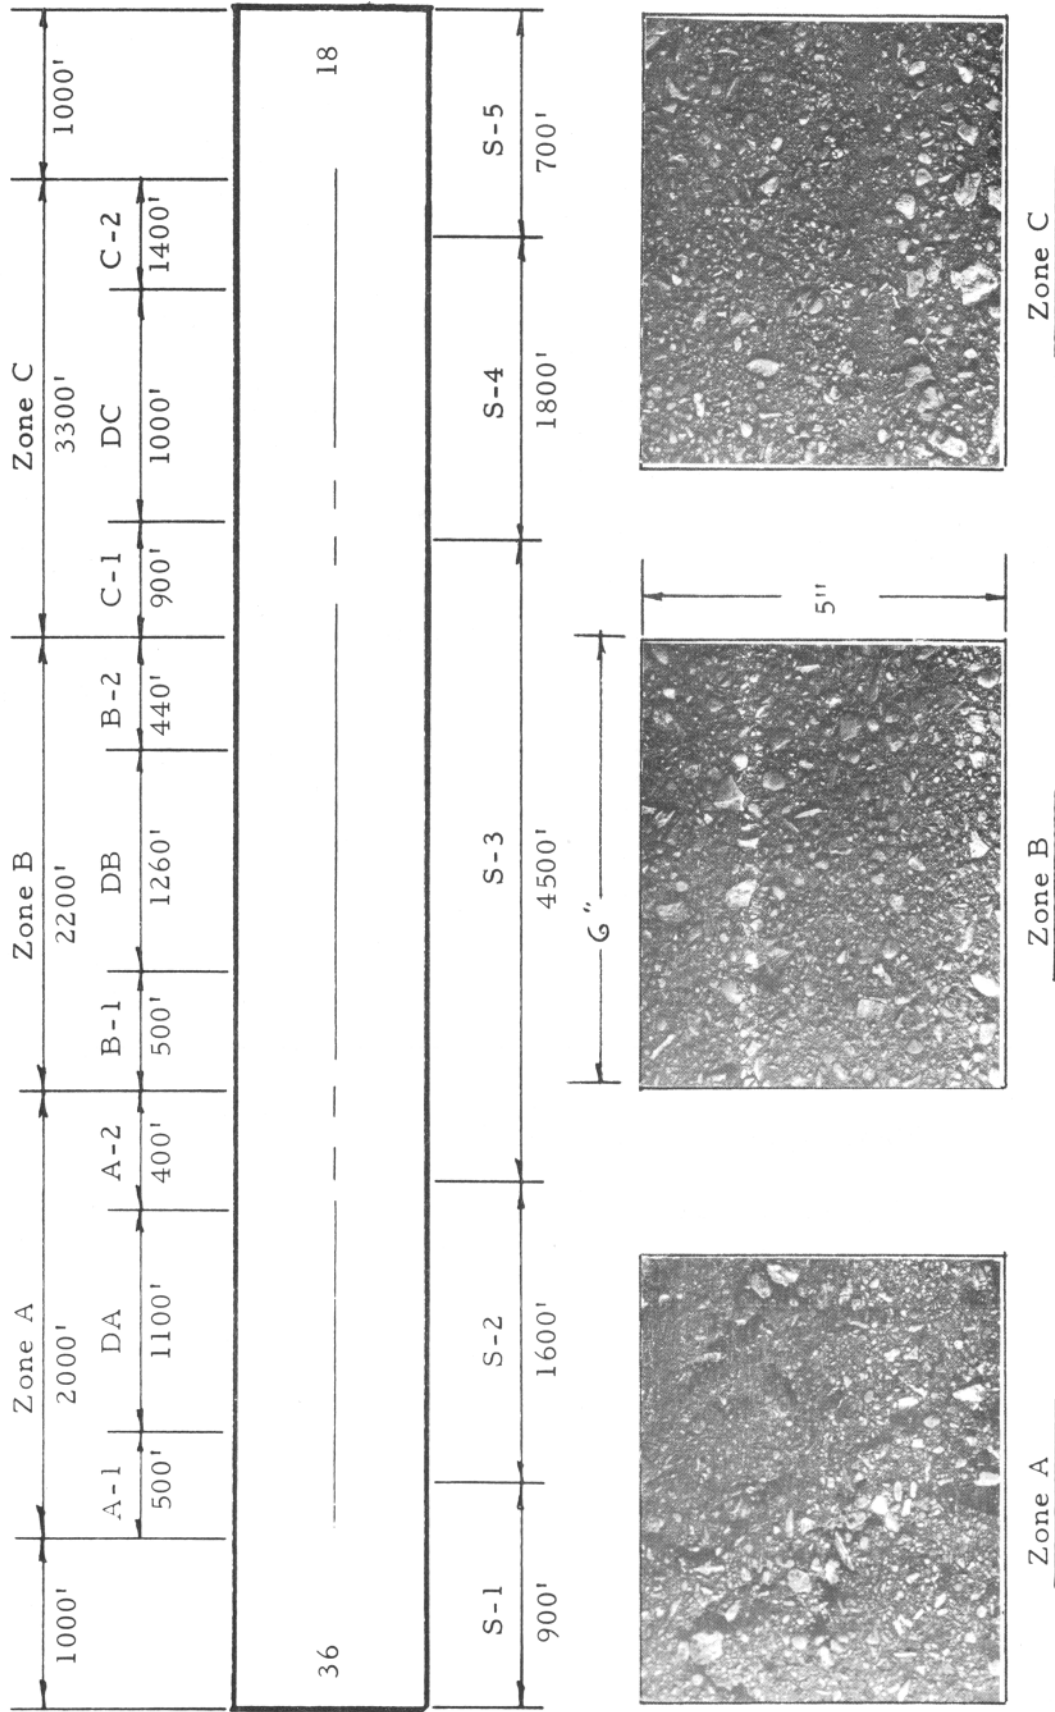 Zone A
Zone B
Zone C
1000'
2000'
2200'
3300'
1000'
A-1
DA
A-2
B-1
DB
B-2
C-1
DC
C-2
500'
1100'
400'
500'
1260'
440'
900'
1000'
1400'
36
18
S-1
S-2
S-3
S-4
S-5
900'
1600'
4500'
1800'
700'
6"
5"
Zone A
Zone B
Zone C